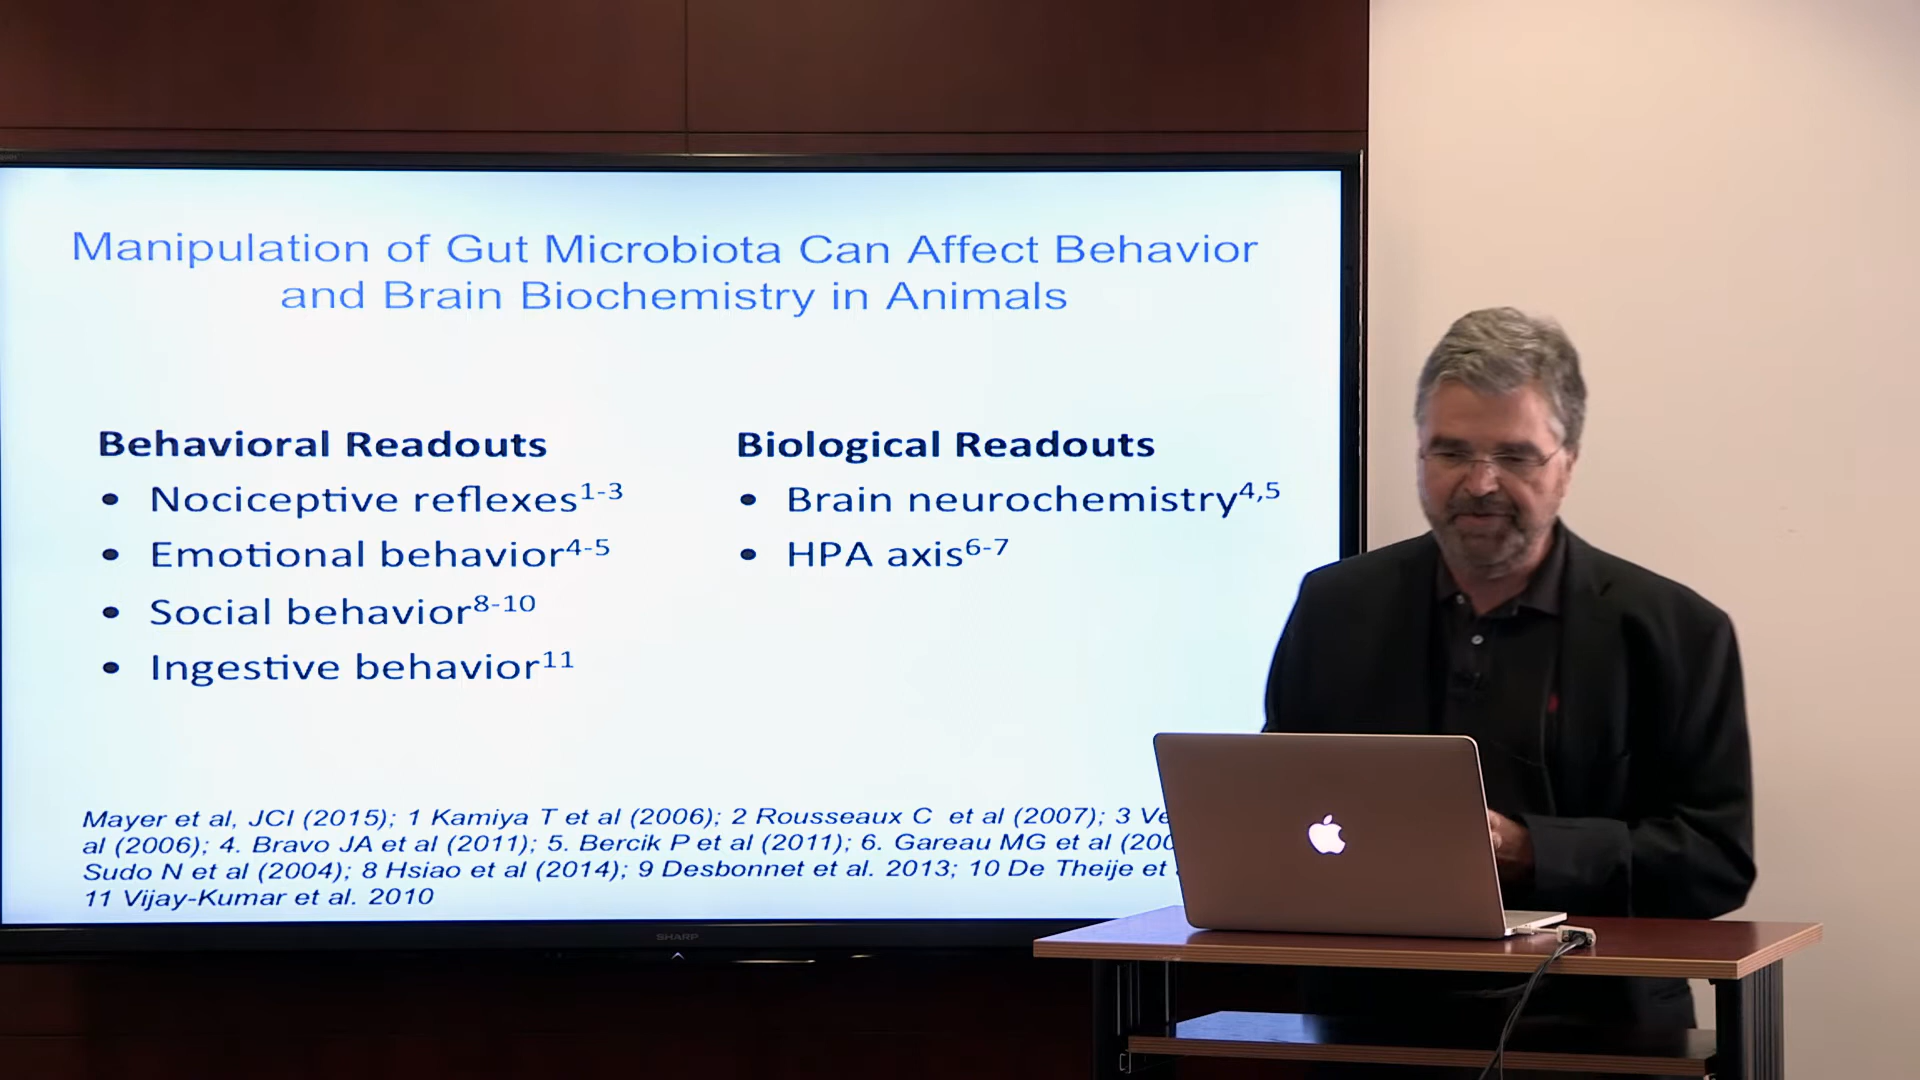 Manipulation of Gut Microbiota Can Affect Behavior
and Brain Biochemistry in Animals
Behavioral Readouts
• Nociceptive reflexes1-3
• Emotional behavior4-5
• Social behavior8-10
• Ingestive behavior11
Biological Readouts
• Brain neurochemistry4,5
• HPA axis6-7
Mayer et al, JCI (2015); 1 Kamiya T et al (2006); 2 Rousseaux C et al (2007); 3
al (2006); 4. Bravo JA et al (2011); 5. Bercik P et al (2011); 6. Gareau MG et al
Sudo N et al (2004); 8 Hsiao et al (2014); 9 Desbonnet et al. 2013; 10 De Theije et
11 Vijay-Kumar et al. 2010
SHARP